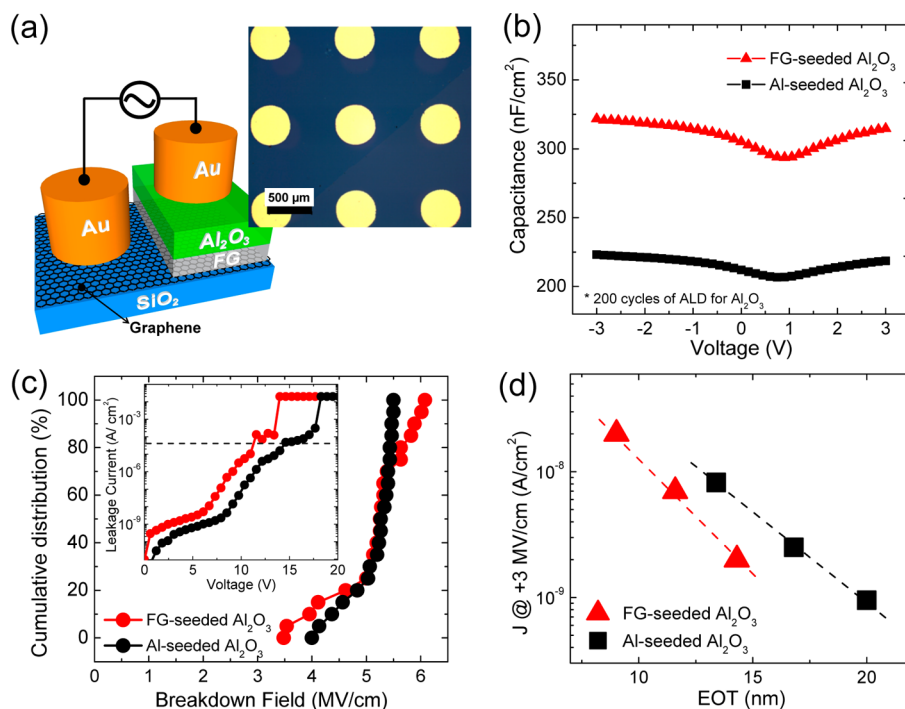 (a)
Au
Au
Al₂O₃
FG
SiO₂
Graphene
500 μm
(b)
Capacitance (nF/cm²)
375
350
300
250
200
FG-seeded Al₂O₃
Al-seeded Al₂O₃
* 200 cycles of ALD for Al₂O₃
-3 -2 -1 0 1 2 3
Voltage (V)
(c)
Cumulative distribution (%)
100
80
60
40
20
0
Leakage Current (A/ cm²)
10⁻³
10⁻⁶
10⁻⁹
0 5 10 15 20
Voltage (V)
FG-seeded Al₂O₃
Al-seeded Al₂O₃
0 1 2 3 4 5 6
Breakdown Field (MV/cm)
(d)
J @ +3 MV/cm (A/cm²)
10⁻⁸
10⁻⁹
FG-seeded Al₂O₃
Al-seeded Al₂O₃
10 15 20
EOT (nm)